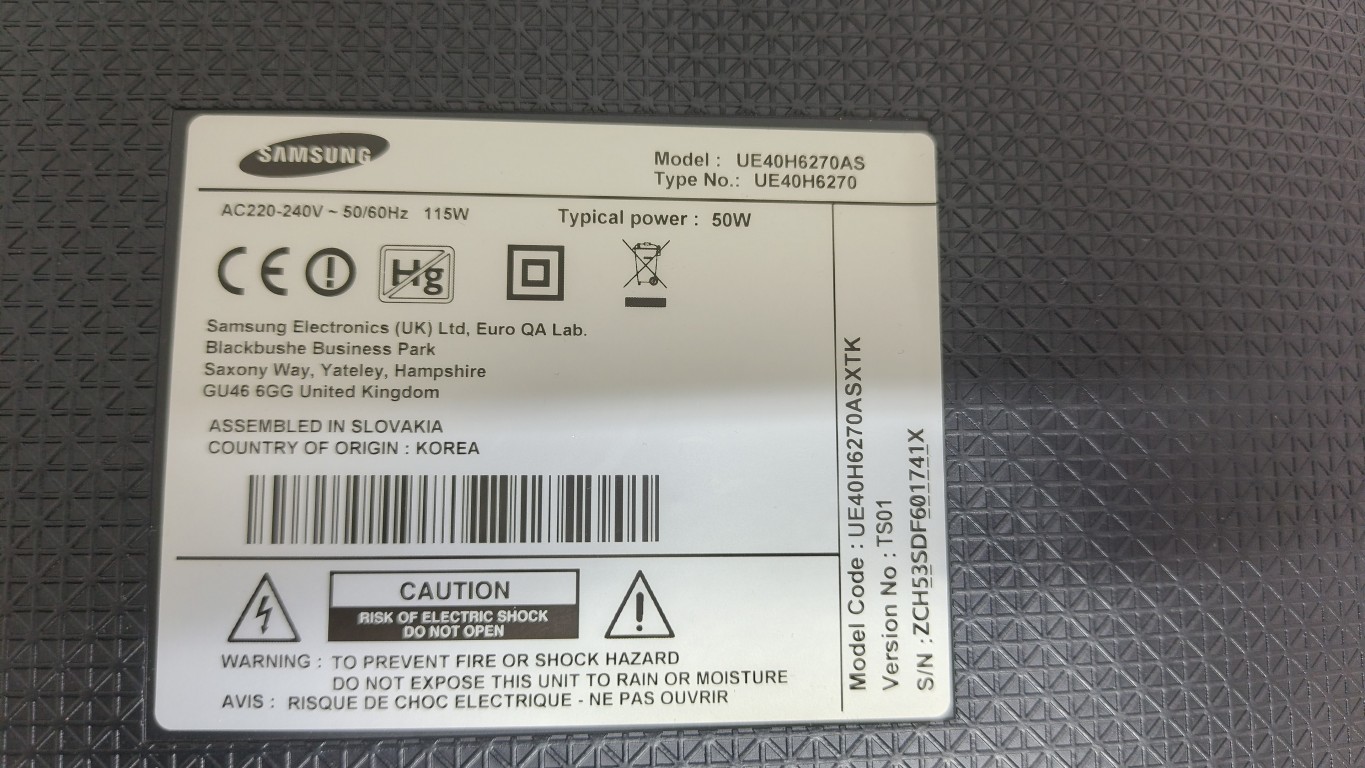 SAMSUNG
Model : UE40H6270AS
Type No.: UE40H6270
AC220-240V ~ 50/60Hz 115W
Typical power : 50W
CE
Hg
Samsung Electronics (UK) Ltd, Euro QA Lab.
Blackbushe Business Park
Saxony Way, Yateley, Hampshire
GU46 6GG United Kingdom
ASSEMBLED IN SLOVAKIA
COUNTRY OF ORIGIN : KOREA
CAUTION
RISK OF ELECTRIC SHOCK
DO NOT OPEN
WARNING : TO PREVENT FIRE OR SHOCK HAZARD
DO NOT EXPOSE THIS UNIT TO RAIN OR MOISTURE
AVIS : RISQUE DE CHOC ELECTRIQUE - NE PAS OUVRIR
Model Code : UE40H6270ASXTK
Version No : TS01
S/N : ZCH53SDF601741X